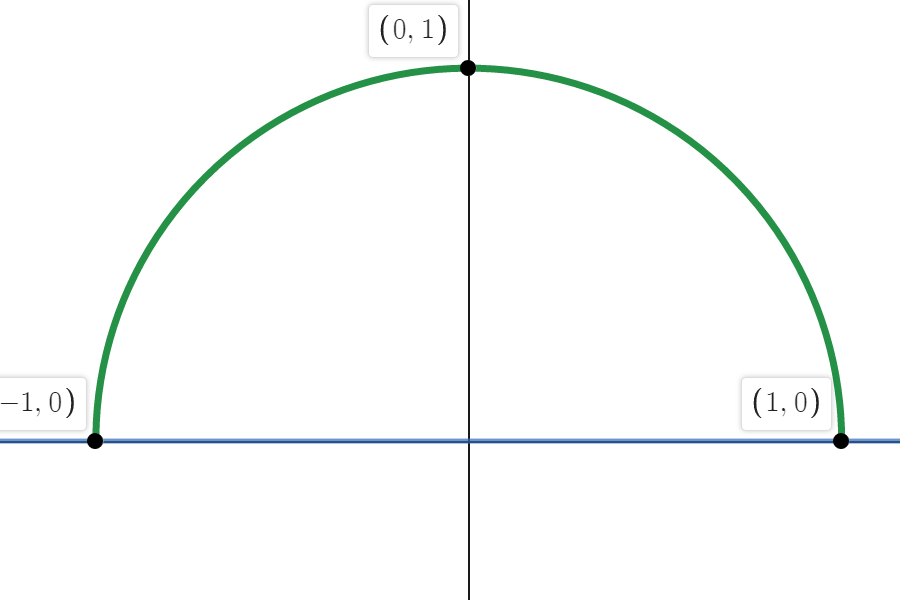 (0, 1)
−1, 0)
(1, 0)